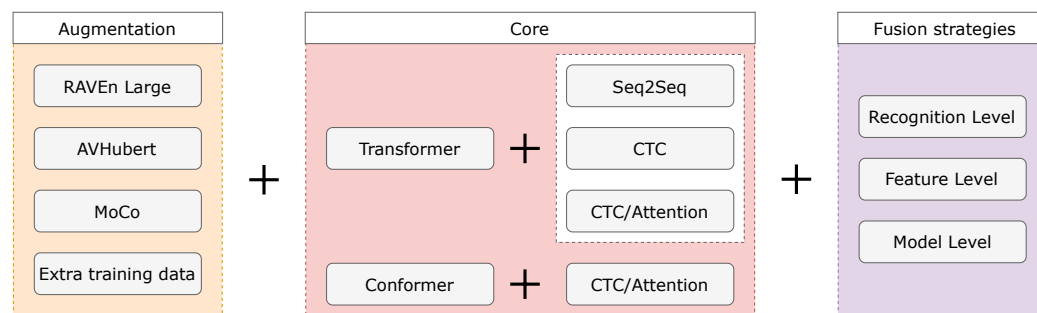 Augmentation
RAVEn Large
AVHubert
MoCo
Extra training data
+
Core
Transformer
+
Seq2Seq
CTC
CTC/Attention
Conformer
+
CTC/Attention
+
Fusion strategies
Recognition Level
Feature Level
Model Level